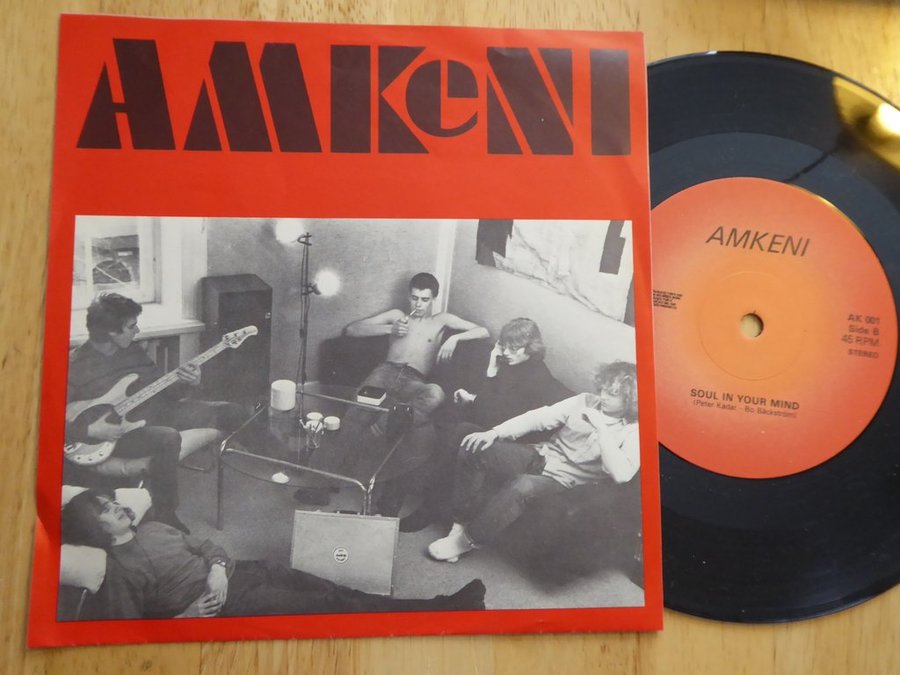 AMKeNI
AMKENI
AK 001
Side B
45 RPM
STEREO
SOUL IN YOUR MIND
(Peter Kadar - Bo Bäckström)